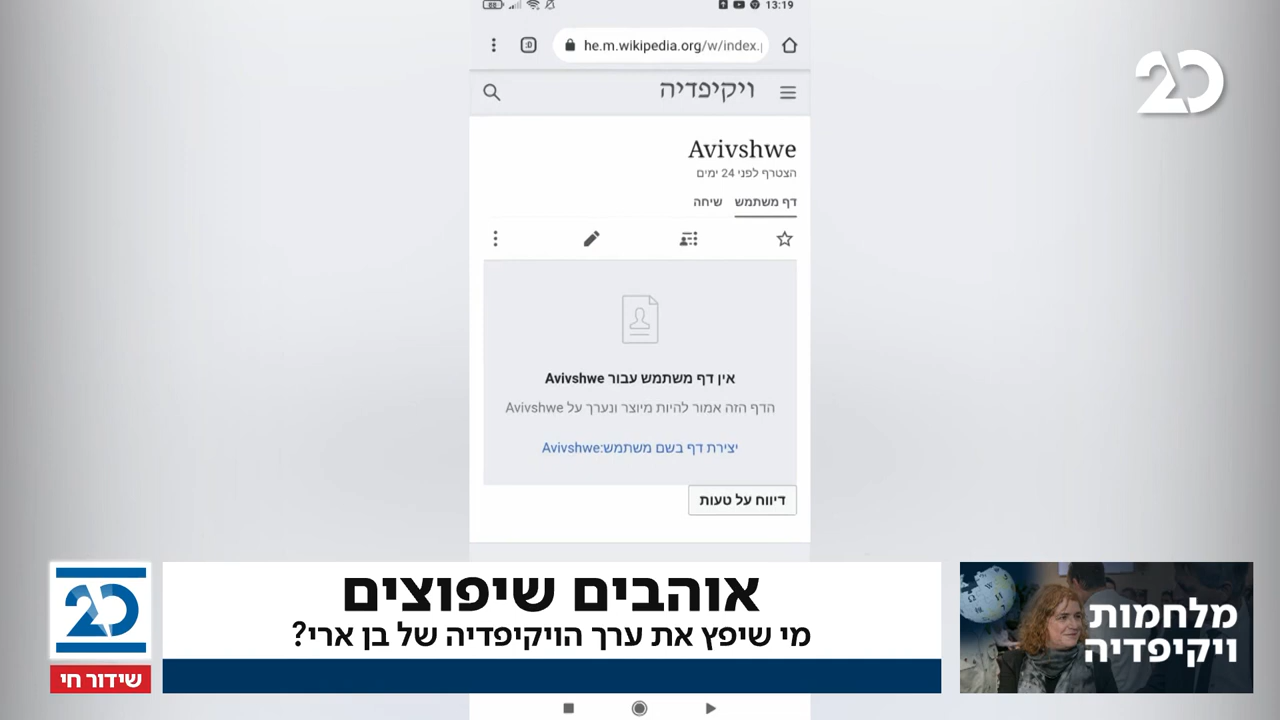 13:19
he.m.wikipedia.org/w/index.
ויקיפדיה
20
Avivshwe
הצטרף לפני 24 ימים
דף משתמש שיחה
אין דף משתמש עבור Avivshwe
הדף הזה אמור להיות מיוצר ונערך על Avivshwe
יצירת דף בשם משתמש:Avivshwe
דיווח על טעות
אוהבים שיפוצים
מי שיפץ את ערך הויקיפדיה של בן ארי?
מלחמות
ויקיפדיה
20
שידור חי